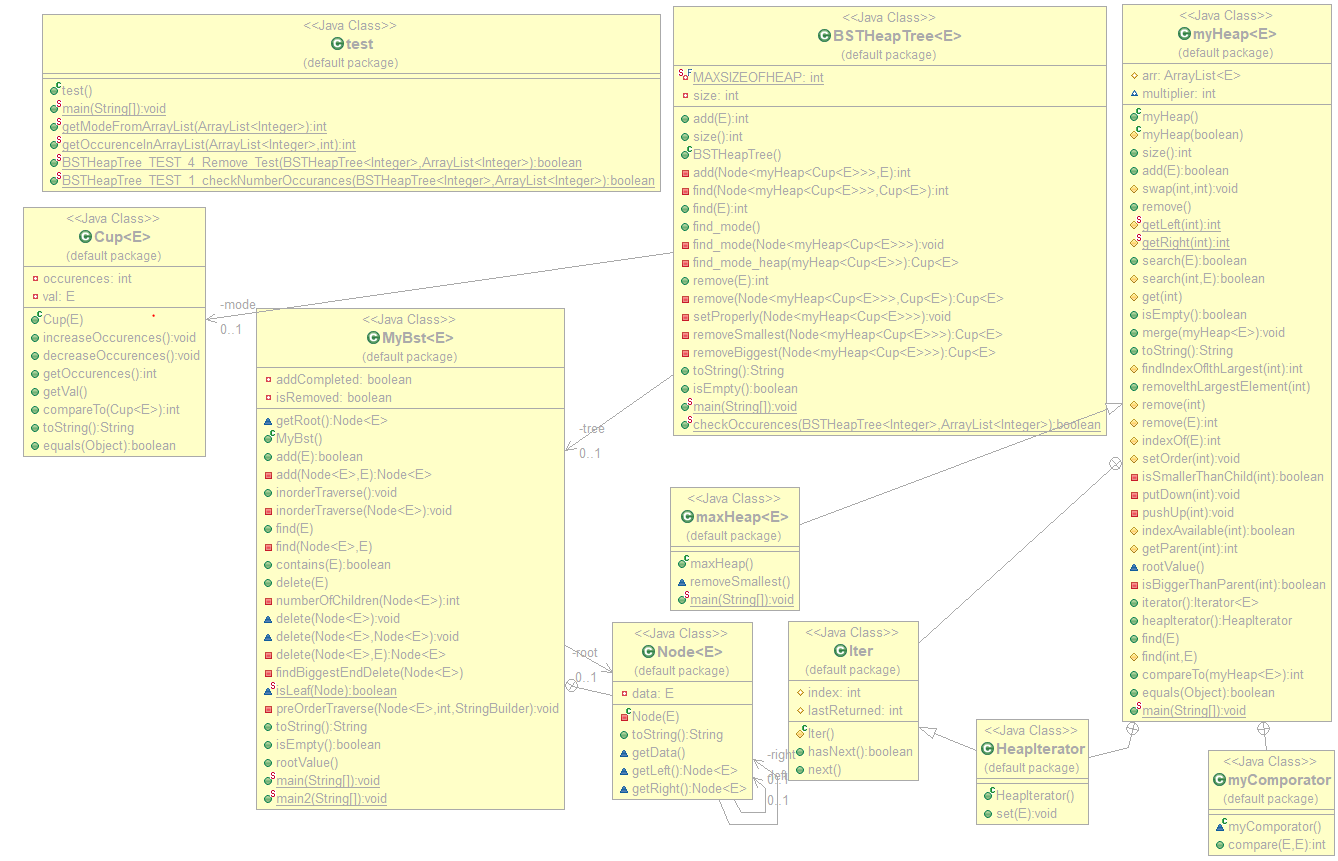 <<Java Class>>
test
(default package)
test()
main(String[]):void
getModeFromArrayList(ArrayList<Integer>):int
getOccurenceInArrayList(ArrayList<Integer>,int):int
BSTHeapTree_TEST_4_Remove_Test(BSTHeapTree<Integer>,ArrayList<Integer>):boolean
BSTHeapTree_TEST_1_checkNumberOccurances(BSTHeapTree<Integer>,ArrayList<Integer>):boolean
<<Java Class>>
BSTHeapTree<E>
(default package)
MAXSIZEOFHEAP: int
size: int
add(E):int
size():int
BSTHeapTree()
add(Node<myHeap<Cup<E>>>,E):int
find(Node<myHeap<Cup<E>>>,Cup<E>):int
find(E):int
find_mode()
find_mode(Node<myHeap<Cup<E>>>):void
find_mode_heap(myHeap<Cup<E>>):Cup<E>
remove(E):int
remove(Node<myHeap<Cup<E>>>,Cup<E>):Cup<E>
setProperly(Node<myHeap<Cup<E>>>):void
removeSmallest(Node<myHeap<Cup<E>>>):Cup<E>
removeBiggest(Node<myHeap<Cup<E>>>):Cup<E>
toString():String
isEmpty():boolean
main(String[]):void
checkOccurences(BSTHeapTree<Integer>,ArrayList<Integer>):boolean
<<Java Class>>
myHeap<E>
(default package)
arr: ArrayList<E>
multiplier: int
myHeap()
myHeap(boolean)
size():int
add(E):boolean
swap(int,int):void
remove()
getLeft(int):int
getRight(int):int
search(E):boolean
search(int,E):boolean
get(int)
isEmpty():boolean
merge(myHeap<E>):void
toString():String
findIndexOfIthLargest(int):int
removeIthLargestElement(int)
remove(int)
remove(E):int
indexOf(E):int
setOrder(int):void
isSmallerThanChild(int):boolean
putDown(int):void
pushUp(int):void
indexAvailable(int):boolean
getParent(int):int
rootValue()
isBiggerThanParent(int):boolean
iterator():Iterator<E>
heapIterator():HeapIterator
find(E)
find(int,E)
compareTo(myHeap<E>):int
equals(Object):boolean
main(String[]):void
<<Java Class>>
Cup<E>
(default package)
occurences: int
val: E
Cup(E)
increaseOccurences():void
decreaseOccurences():void
getOccurences():int
getVal()
compareTo(Cup<E>):int
toString():String
equals(Object):boolean
-mode
0..1
<<Java Class>>
MyBst<E>
(default package)
addCompleted: boolean
isRemoved: boolean
getRoot():Node<E>
MyBst()
add(E):boolean
add(Node<E>,E):Node<E>
inorderTraverse():void
inorderTraverse(Node<E>):void
find(E)
find(Node<E>,E)
contains(E):boolean
delete(E)
numberOfChildren(Node<E>):int
delete(Node<E>):void
delete(Node<E>,Node<E>):void
delete(Node<E>,E):Node<E>
findBiggestEndDelete(Node<E>)
isLeaf(Node):boolean
preOrderTraverse(Node<E>,int,StringBuilder):void
toString():String
isEmpty():boolean
rootValue()
main(String[]):void
main2(String[]):void
-tree
0..1
<<Java Class>>
maxHeap<E>
(default package)
maxHeap()
removeSmallest()
main(String[]):void
-root
0..1
<<Java Class>>
Node<E>
(default package)
data: E
Node(E)
toString():String
getData()
getLeft():Node<E>
getRight():Node<E>
-right
0..1
-left
0..1
<<Java Class>>
Iter
(default package)
index: int
lastReturned: int
Iter()
hasNext():boolean
next()
<<Java Class>>
HeapIterator
(default package)
HeapIterator()
set(E):void
<<Java Class>>
myComporator
(default package)
myComporator()
compare(E,E):int